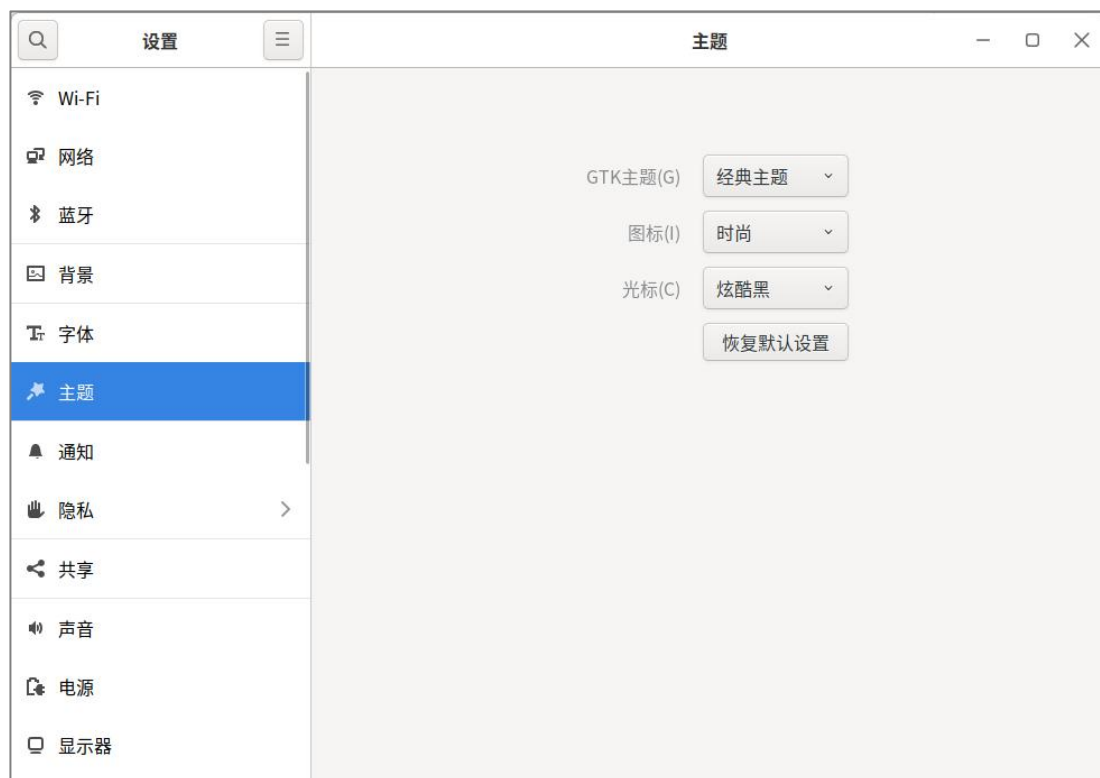 设置
主题
Wi-Fi
网络
蓝牙
背景
字体
主题
通知
隐私
共享
声音
电源
显示器
GTK主题(G)
经典主题
图标(I)
时尚
光标(C)
炫酷黑
恢复默认设置